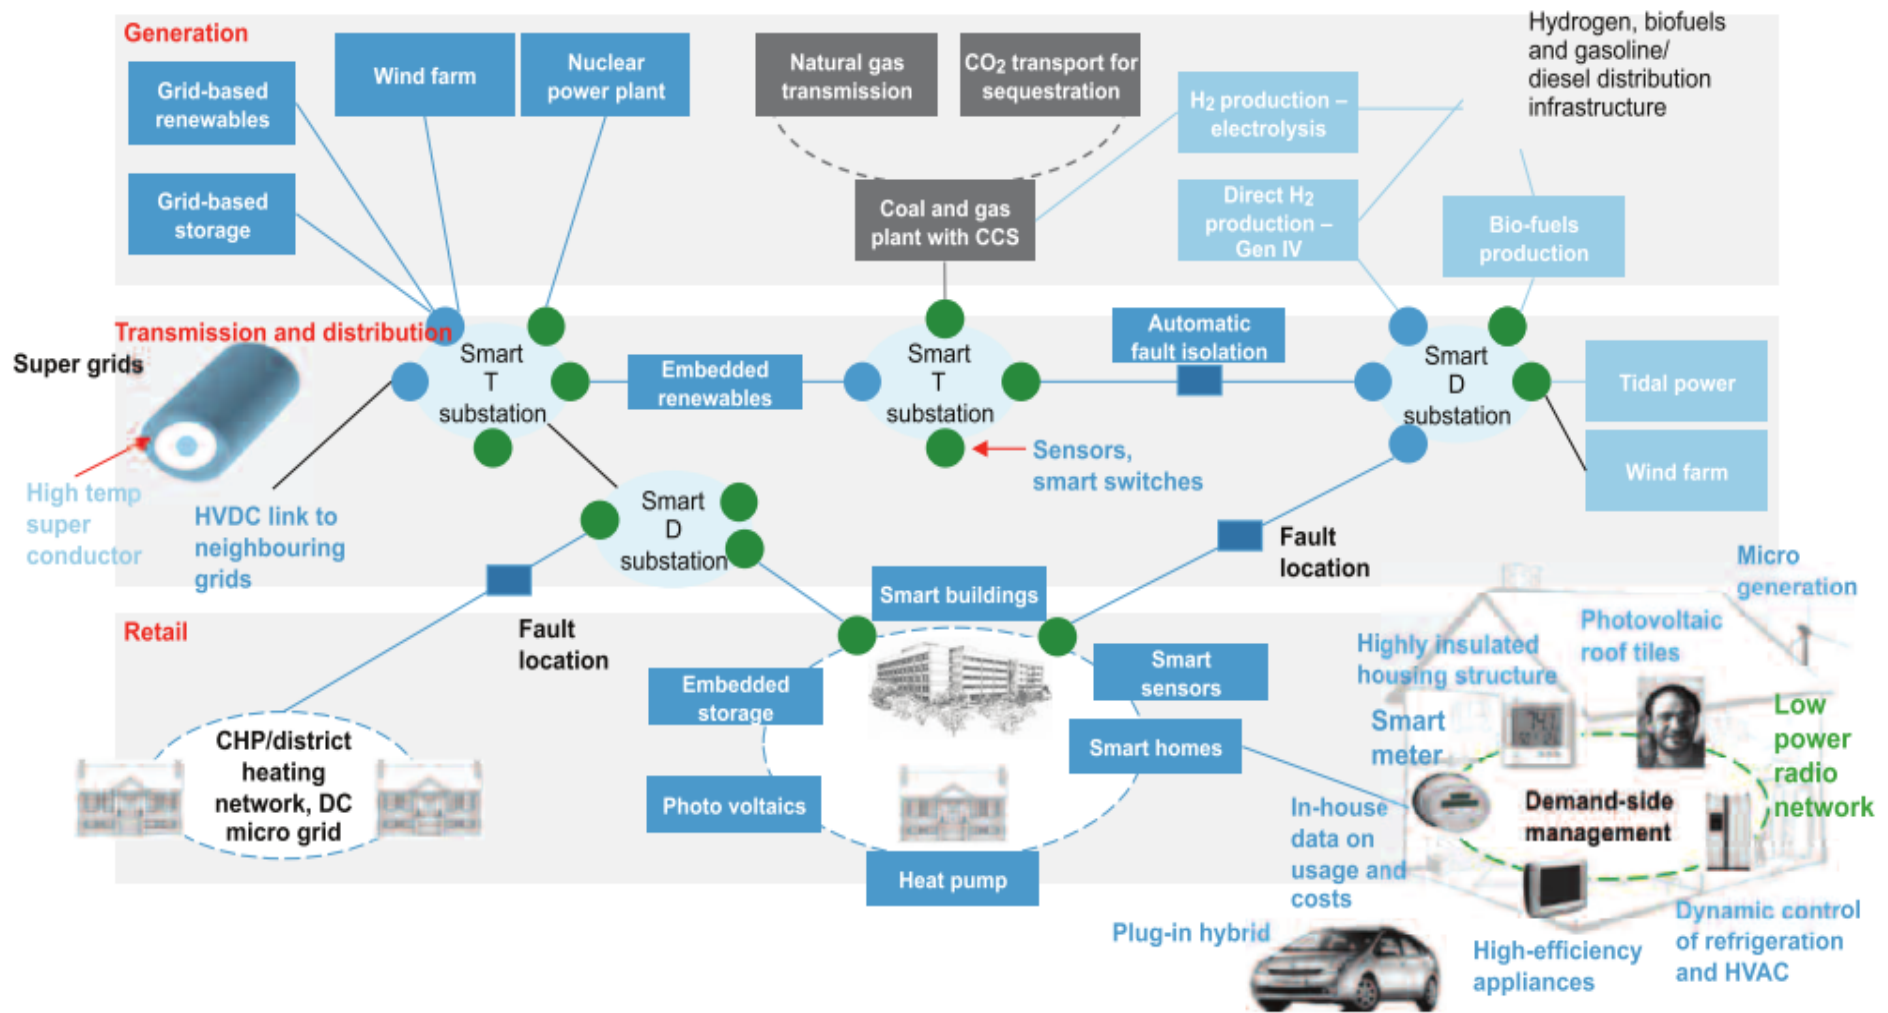 Generation
Grid-based
renewables
Wind farm
Nuclear
power plant
Natural gas
transmission
CO2 transport for
sequestration
H2 production –
electrolysis
Hydrogen, biofuels
and gasoline/
diesel distribution
infrastructure
Grid-based
storage
Coal and gas
plant with CCS
Direct H2
production –
Gen IV
Bio-fuels
production
Transmission and distribution
Super grids
High temp
super
conductor
HVDC link to
neighbouring
grids
Smart
T
substation
Embedded
renewables
Smart
T
substation
Automatic
fault isolation
Smart
D
substation
Tidal power
Wind farm
Sensors,
smart switches
Smart
D
substation
Fault
location
Fault
location
Retail
CHP/district
heating
network, DC
micro grid
Smart buildings
Embedded
storage
Smart
sensors
Smart homes
Photo voltaics
Heat pump
Micro
generation
Photovoltaic
roof tiles
Highly insulated
housing structure
Smart
meter
Low
power
radio
network
Demand-side
management
In-house
data on
usage and
costs
Plug-in hybrid
High-efficiency
appliances
Dynamic control
of refrigeration
and HVAC